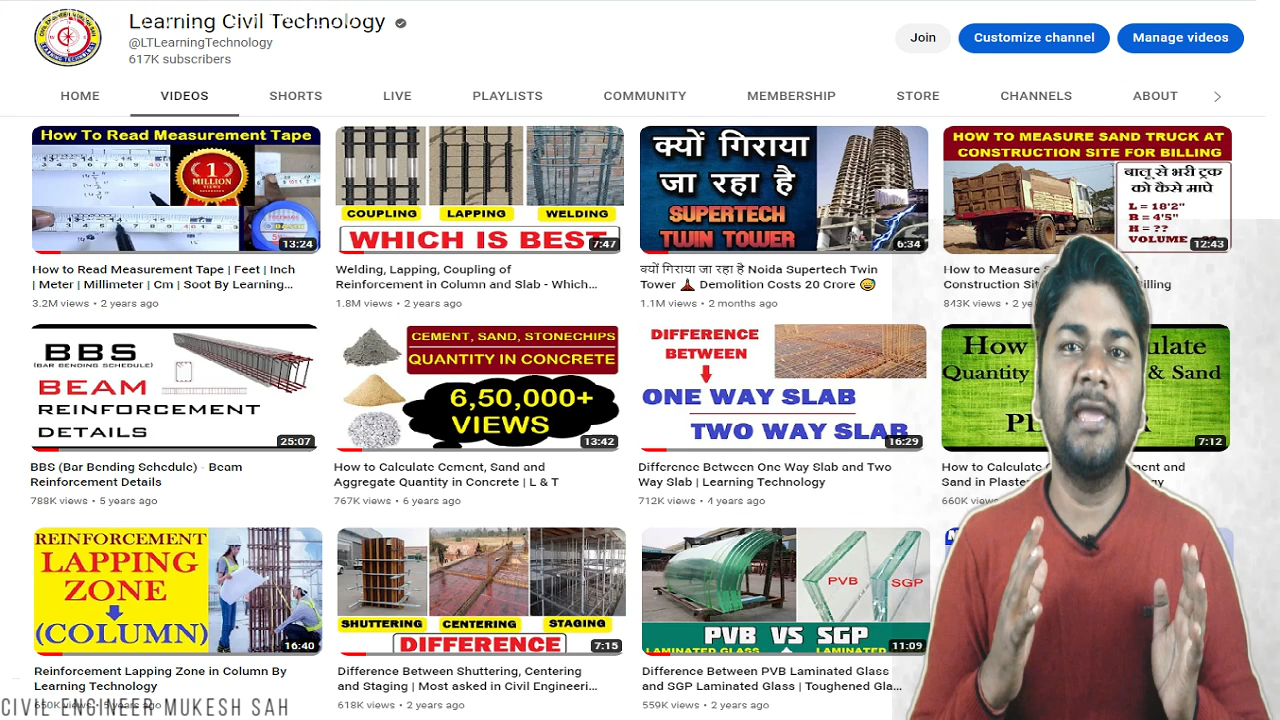 Learning Civil Technology
@LTLearningTechnology
617K subscribers
Join
Customize channel
Manage videos
HOME
VIDEOS
SHORTS
LIVE
PLAYLISTS
COMMUNITY
MEMBERSHIP
STORE
CHANNELS
ABOUT
How To Read Measurement Tape
1
MILLION
VIEWS
13:24
How to Read Measurement Tape | Feet | Inch
| Meter | Millimeter | Cm | Soot By Learning...
3.2M views • 2 years ago
COUPLING
LAPPING
WELDING
WHICH IS BEST
7:47
Welding, Lapping, Coupling of
Reinforcement in Column and Slab - Which...
1.8M views • 2 years ago
क्यों गिराया
जा रहा है
SUPERTECH
TWIN TOWER
6:34
क्यों गिराया जा रहा है Noida Supertech Twin
Tower 🗼 Demolition Costs 20 Crore 😅
1.1M views • 2 months ago
HOW TO MEASURE SAND TRUCK AT
CONSTRUCTION SITE FOR BILLING
बालू से भरी ट्रक
को कैसे मापे
L = 18'2"
B = 4'5"
H = ??
VOLUME
12:43
How to Measure
Construction Sit
illing
843K views • 2 ye
BBS
(BAR BENDING SCHEDULE)
BEAM
REINFORCEMENT
DETAILS
25:07
BBS (Bar Bending Schedule) - Beam
Reinforcement Details
788K views • 5 years ago
CEMENT, SAND, STONECHIPS
QUANTITY IN CONCRETE
6,50,000+
VIEWS
13:42
How to Calculate Cement, Sand and
Aggregate Quantity in Concrete | L & T
767K views • 6 years ago
DIFFERENCE
BETWEEN
ONE WAY SLAB
TWO WAY SLAB
16:29
Difference Between One Way Slab and Two
Way Slab | Learning Technology
712K views • 4 years ago
How ulate
Quantity & Sand
7:12
How to Calculate ment and
Sand in Plaste
660K views
REINFORCEMENT
LAPPING
ZONE
(COLUMN)
16:40
Reinforcement Lapping Zone in Column By
Learning Technology
650K views • 5 years ago
SHUTTERING
CENTERING
STAGING
DIFFERENCE
7:15
Difference Between Shuttering, Centering
and Staging | Most asked in Civil Engineeri...
618K views • 2 years ago
PVB
SGP
PVB VS SGP
LAMINATED GLASS
LAMINATED
11:09
Difference Between PVB Laminated Glass
and SGP Laminated Glass | Toughened Gla...
559K views • 2 years ago
CIVIL ENGINEER MUKESH SAH